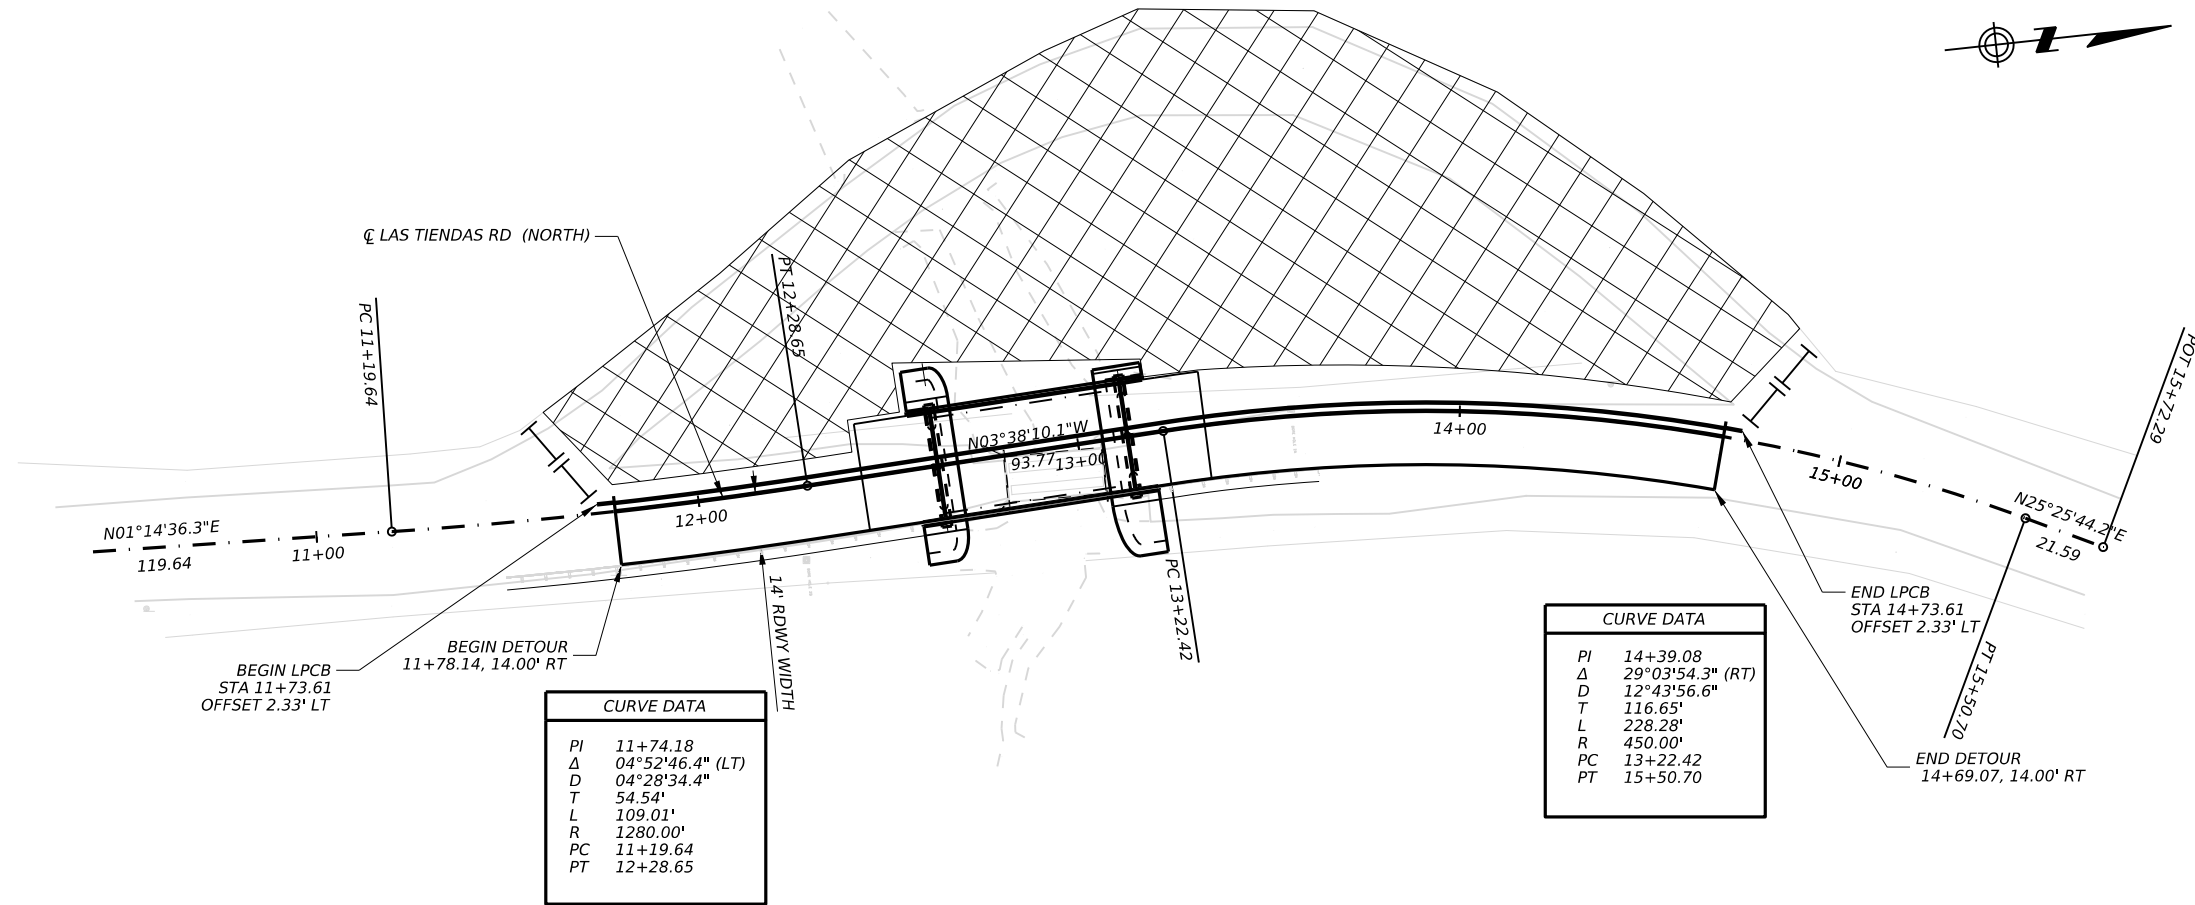 N
℄ LAS TIENDAS RD (NORTH)
PC 11+19.64
PT 12+28.65
POT 15+72.29
N01°14'36.3"E
119.64
11+00
12+00
N03°38'10.1"W
93.77
13+00
14+00
15+00
N25°25'44.2"E
21.59
14' RDWY WIDTH
PC 13+22.42
PT 15+50.70
BEGIN LPCB
STA 11+73.61
OFFSET 2.33' LT
BEGIN DETOUR
11+78.14, 14.00' RT
END LPCB
STA 14+73.61
OFFSET 2.33' LT
END DETOUR
14+69.07, 14.00' RT
CURVE DATA
PI 11+74.18
Δ 04°52'46.4" (LT)
D 04°28'34.4"
T 54.54'
L 109.01'
R 1280.00'
PC 11+19.64
PT 12+28.65
CURVE DATA
PI 14+39.08
Δ 29°03'54.3" (RT)
D 12°43'56.6"
T 116.65'
L 228.28'
R 450.00'
PC 13+22.42
PT 15+50.70